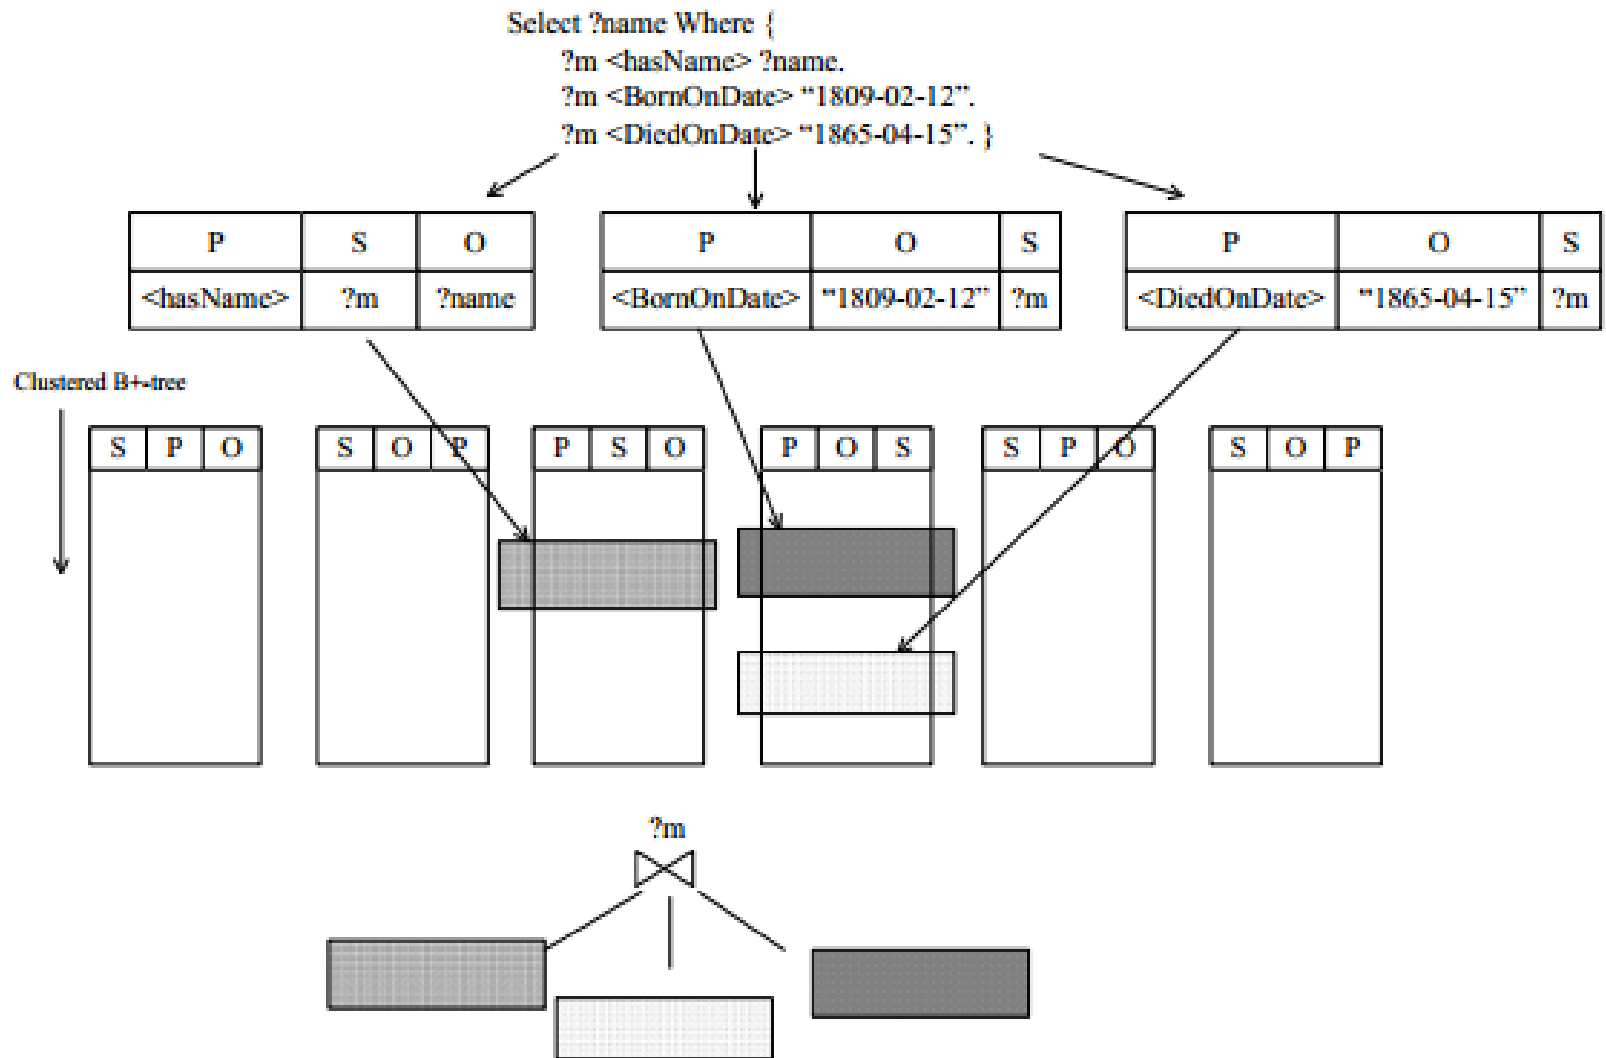 Select ?name Where {
?m <hasName> ?name.
?m <BornOnDate> “1809-02-12”.
?m <DiedOnDate> “1865-04-15”. }
P S O
<hasName> ?m ?name
P O S
<BornOnDate> “1809-02-12” ?m
P O S
<DiedOnDate> “1865-04-15” ?m
Clustered B+-tree
S P O
S O P
P S O
P O S
S P O
S O P
?m